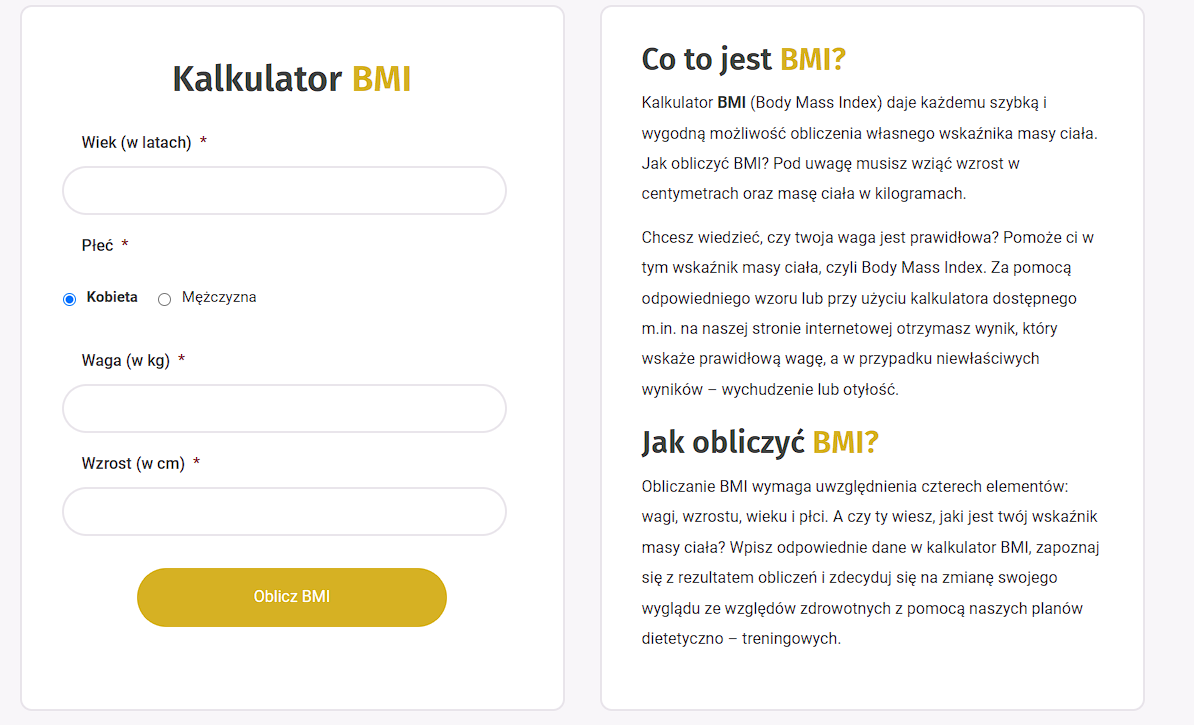 Kalkulator BMI
Wiek (w latach) *
Płeć *
Kobieta Mężczyzna
Waga (w kg) *
Wzrost (w cm) *
Oblicz BMI
Co to jest BMI?
Kalkulator BMI (Body Mass Index) daje każdemu szybką i
wygodną możliwość obliczenia własnego wskaźnika masy ciała.
Jak obliczyć BMI? Pod uwagę musisz wziąć wzrost w
centymetrach oraz masę ciała w kilogramach.
Chcesz wiedzieć, czy twoja waga jest prawidłowa? Pomoże ci w
tym wskaźnik masy ciała, czyli Body Mass Index. Za pomocą
odpowiedniego wzoru lub przy użyciu kalkulatora dostępnego
m.in. na naszej stronie internetowej otrzymasz wynik, który
wskaże prawidłową wagę, a w przypadku niewłaściwych
wyników – wychudzenie lub otyłość.
Jak obliczyć BMI?
Obliczanie BMI wymaga uwzględnienia czterech elementów:
wagi, wzrostu, wieku i płci. A czy ty wiesz, jaki jest twój wskaźnik
masy ciała? Wpisz odpowiednie dane w kalkulator BMI, zapoznaj
się z rezultatem obliczeń i zdecyduj się na zmianę swojego
wyglądu ze względów zdrowotnych z pomocą naszych planów
dietetyczno – treningowych.